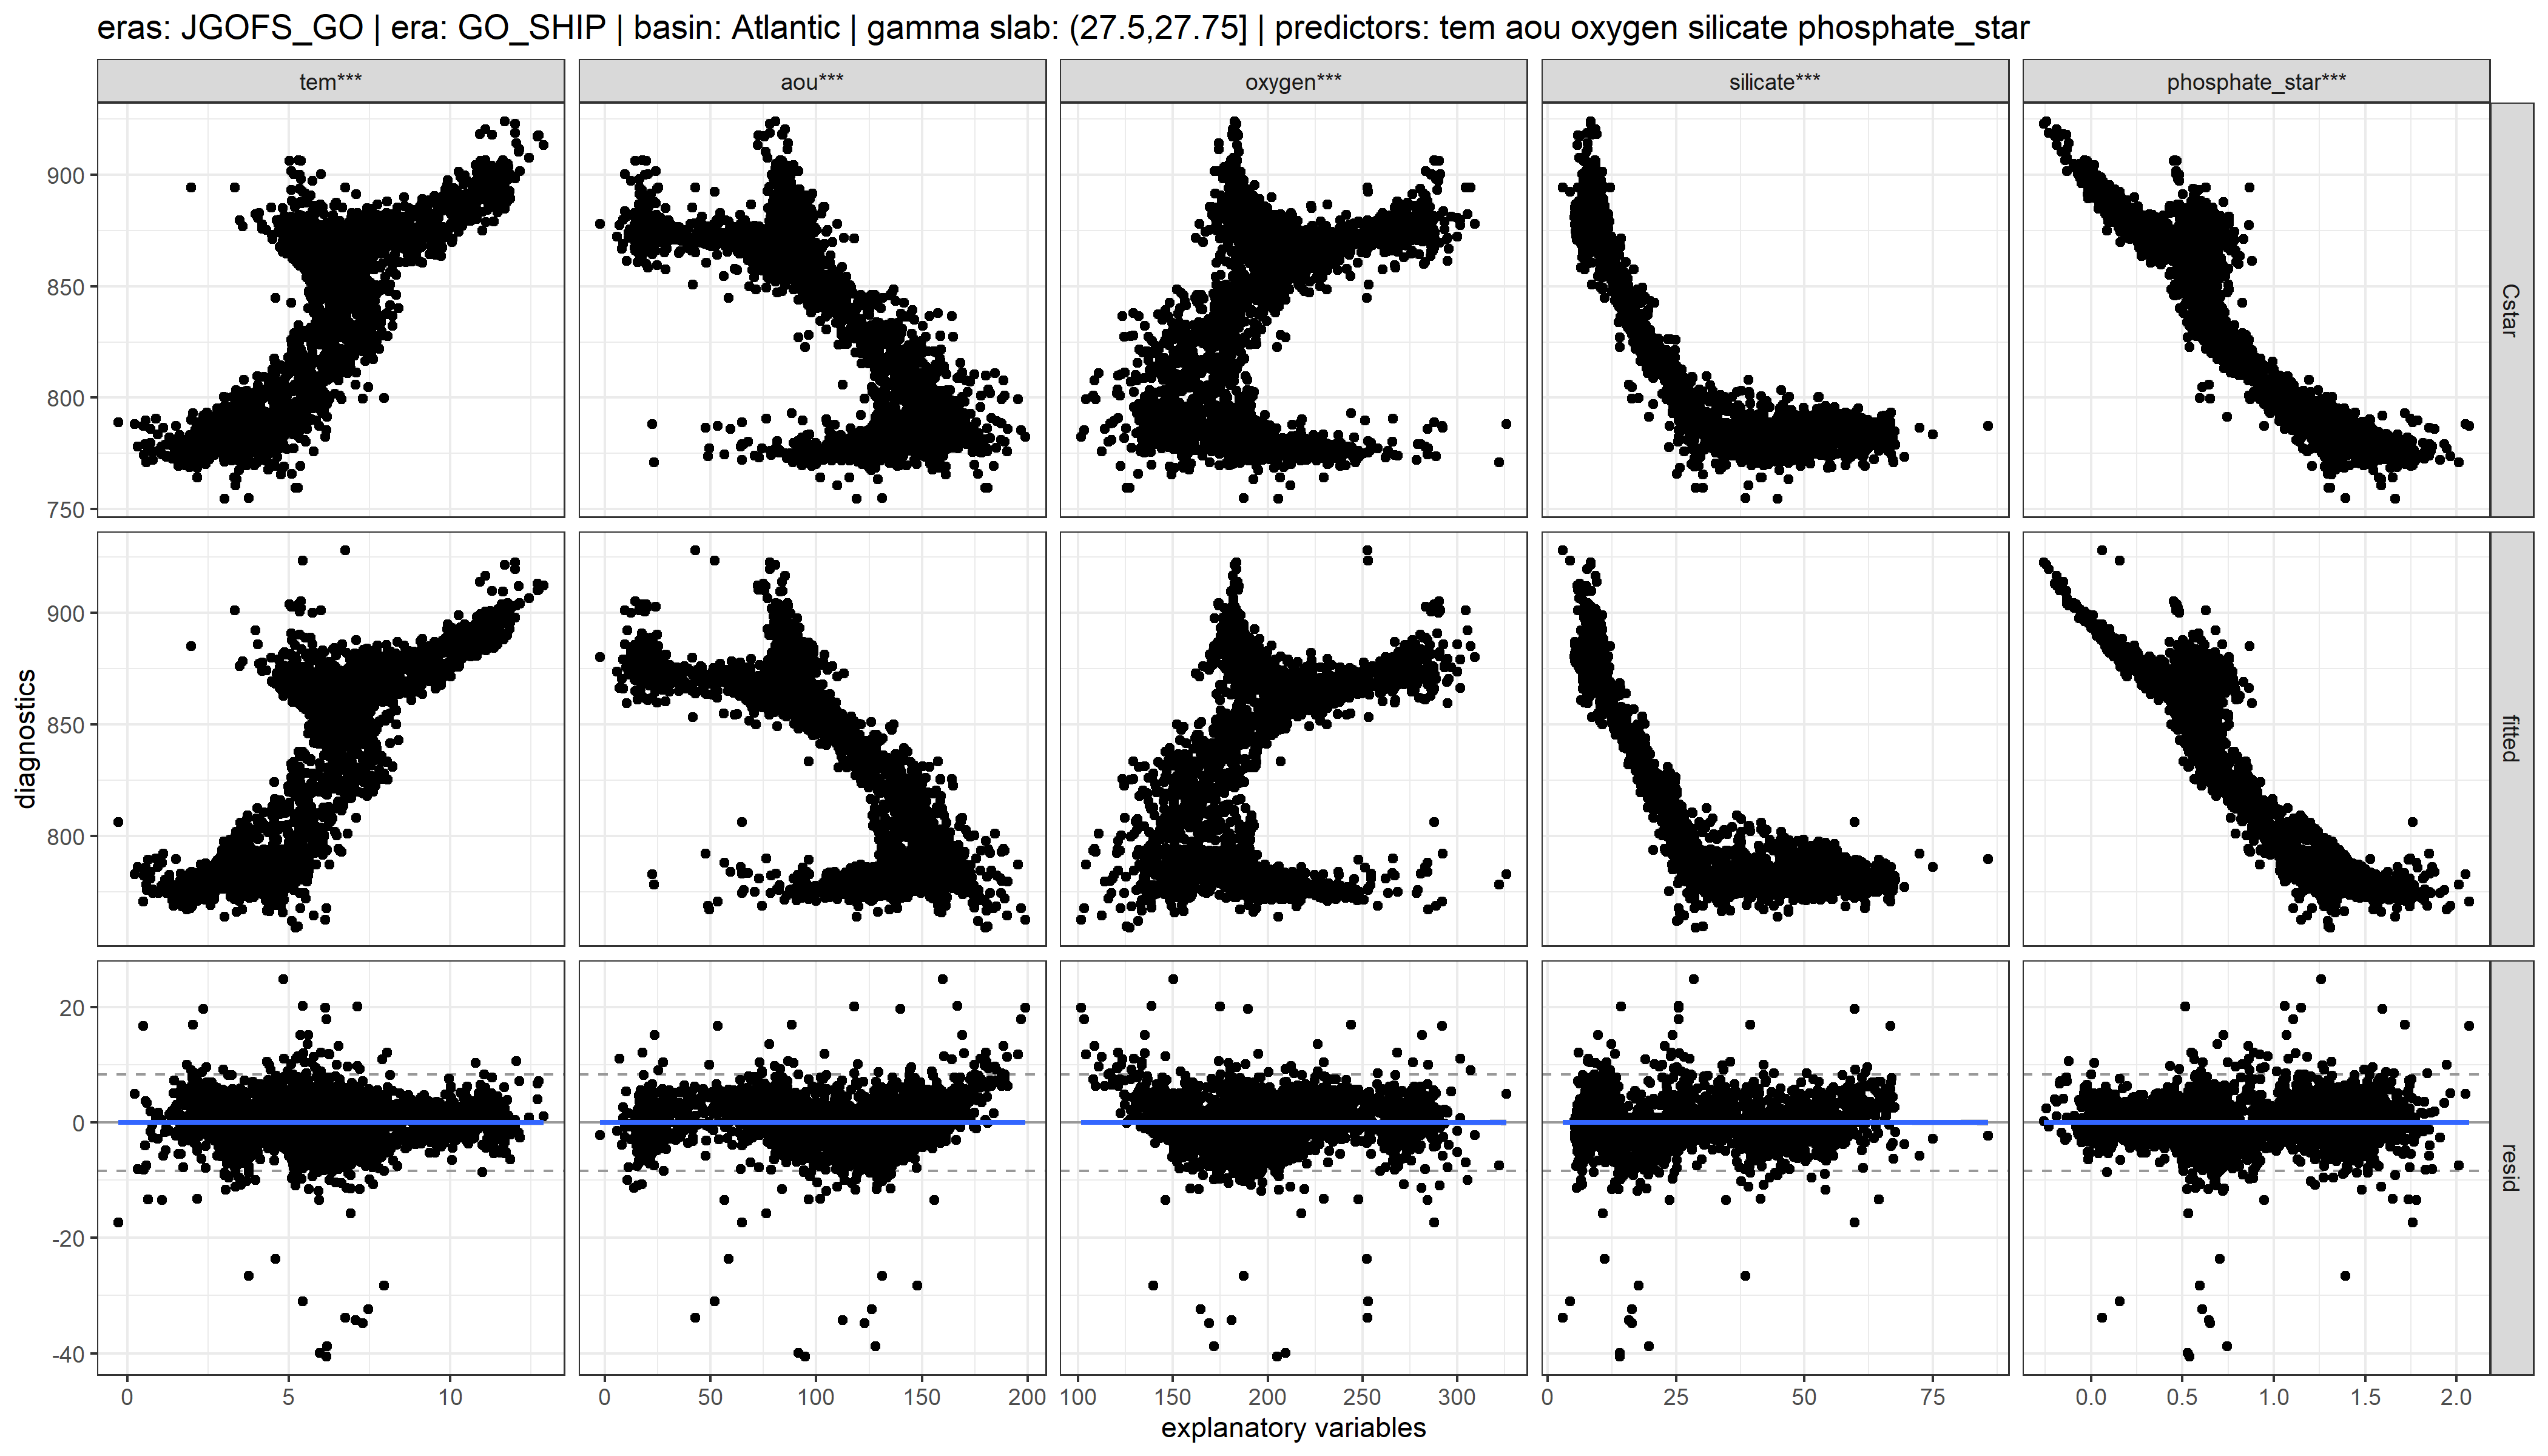 eras: JGOFS_GO | era: GO_SHIP | basin: Atlantic | gamma slab: (27.5,27.75] | predictors: tem aou oxygen silicate phosphate_star
tem*** aou*** oxygen*** silicate*** phosphate_star***
900
850
800
750
Cstar
900
850
800
fitted
diagnostics
20
0
-20
-40
resid
0 5 10 0 50 100 150 200 100 150 200 250 300 0 25 50 75 0.0 0.5 1.0 1.5 2.0
explanatory variables